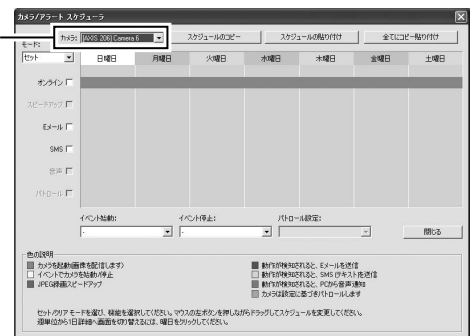 カメラ/アラート スケジューラ
カメラ: [AXIS 206] Camera 6 スケジュールのコピー スケジュールの貼り付け 全てにコピー貼り付け
モード:
セット 日曜日 月曜日 火曜日 水曜日 木曜日 金曜日 土曜日
オンライン
スピードアップ
Eメール
SMS
音声
パトロール
イベント始動: イベント停止: パトロール設定:
- - 閉じる
色の説明
カメラを起動(画像を配信します) 動作が検知されると、Eメールを送信
イベントでカメラを始動/停止 動作が検知されると、SMS (テキスト)を送信
JPEG録画スピードアップ 動作が検知されると、PCから音声通知
カメラは設定に基づきパトロールします
セット/クリア モードを選び、機能を選択してください。マウスの左ボタンを押しながらドラッグしてスケジュールを変更してください。
週単位から1日詳細へ画面を切り替えるには、曜日をクリックしてください。